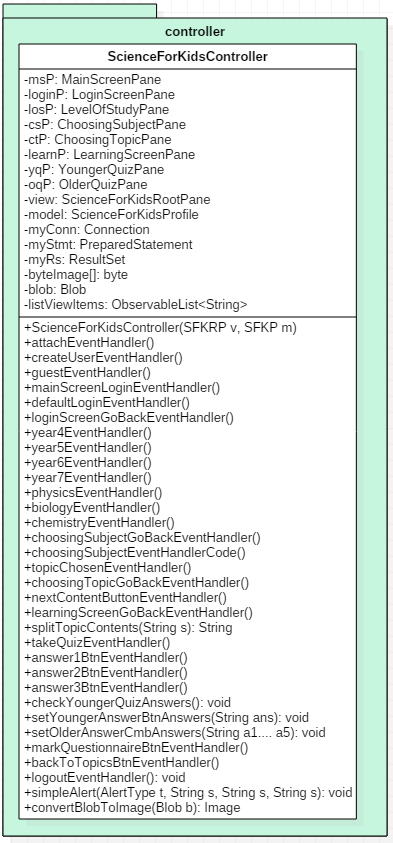 controller
ScienceForKidsController
-msP: MainScreenPane
-loginP: LoginScreenPane
-losP: LevelOfStudyPane
-csP: ChoosingSubjectPane
-ctP: ChoosingTopicPane
-learnP: LearningScreenPane
-yqP: YoungerQuizPane
-oqP: OlderQuizPane
-view: ScienceForKidsRootPane
-model: ScienceForKidsProfile
-myConn: Connection
-myStmt: PreparedStatement
-myRs: ResultSet
-byteImage[]: byte
-blob: Blob
-listViewItems: ObservableList<String>
+ScienceForKidsController(SFKRP v, SFKP m)
+attachEventHandler()
+createUserEventHandler()
+guestEventHandler()
+mainScreenLoginEventHandler()
+defaultLoginEventHandler()
+loginScreenGoBackEventHandler()
+year4EventHandler()
+year5EventHandler()
+year6EventHandler()
+year7EventHandler()
+physicsEventHandler()
+biologyEventHandler()
+chemistryEventHandler()
+choosingSubjectGoBackEventHandler()
+choosingSubjectEventHandlerCode()
+topicChosenEventHandler()
+choosingTopicGoBackEventHandler()
+nextContentButtonEventHandler()
+learningScreenGoBackEventHandler()
+splitTopicContents(String s): String
+takeQuizEventHandler()
+answer1BtnEventHandler()
+answer2BtnEventHandler()
+answer3BtnEventHandler()
+checkYoungerQuizAnswers(): void
+setYoungerAnswerBtnAnswers(String ans): void
+setOlderAnswerCmbAnswers(String a1.... a5): void
+markQuestionnaireBtnEventHandler()
+backToTopicsBtnEventHandler()
+logoutEventHandler(): void
+simpleAlert(AlertType t, String s, String s, String s): void
+convertBlobToImage(Blob b): Image